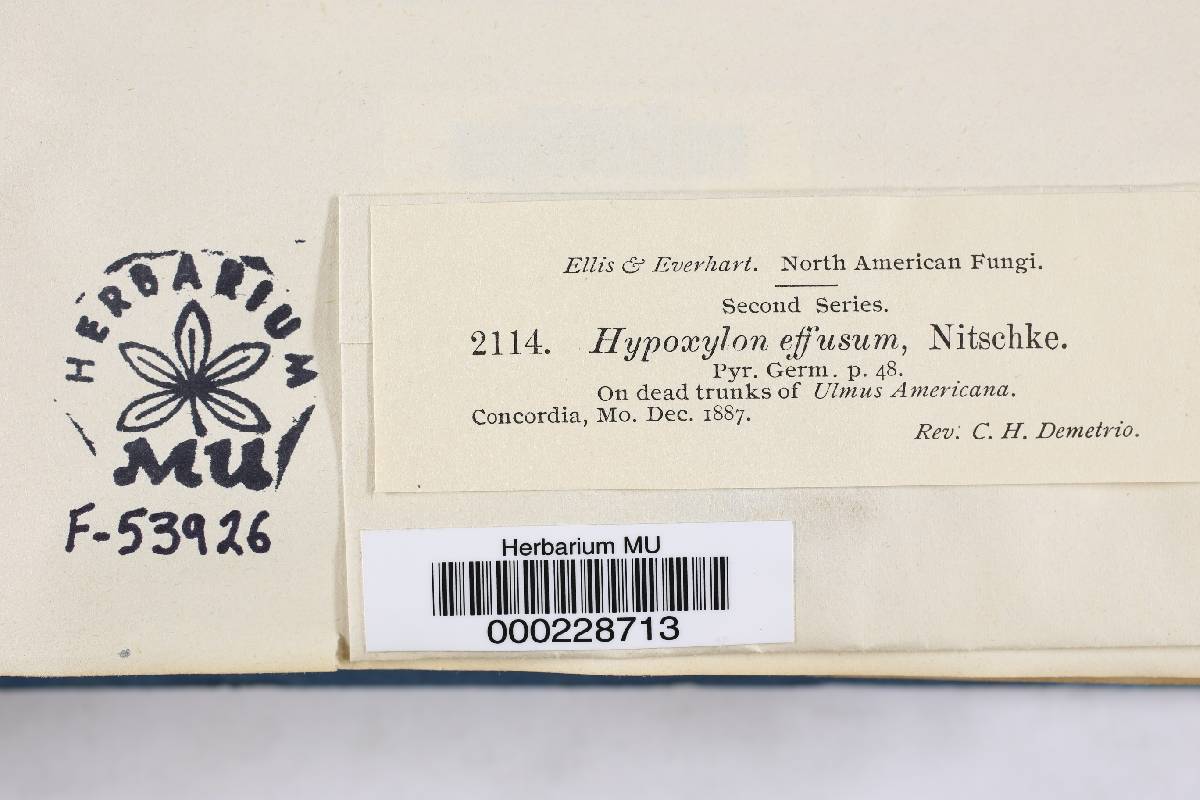 Ellis & Everhart. North American Fungi.
Second Series.
2114. Hypoxylon effusum, Nitschke.
Pyr. Germ. p. 48.
On dead trunks of Ulmus Americana.
Concordia, Mo. Dec. 1887.
Rev. C. H. Demetrio.
HERBARIUM
MU
F-53926
Herbarium MU
000228713